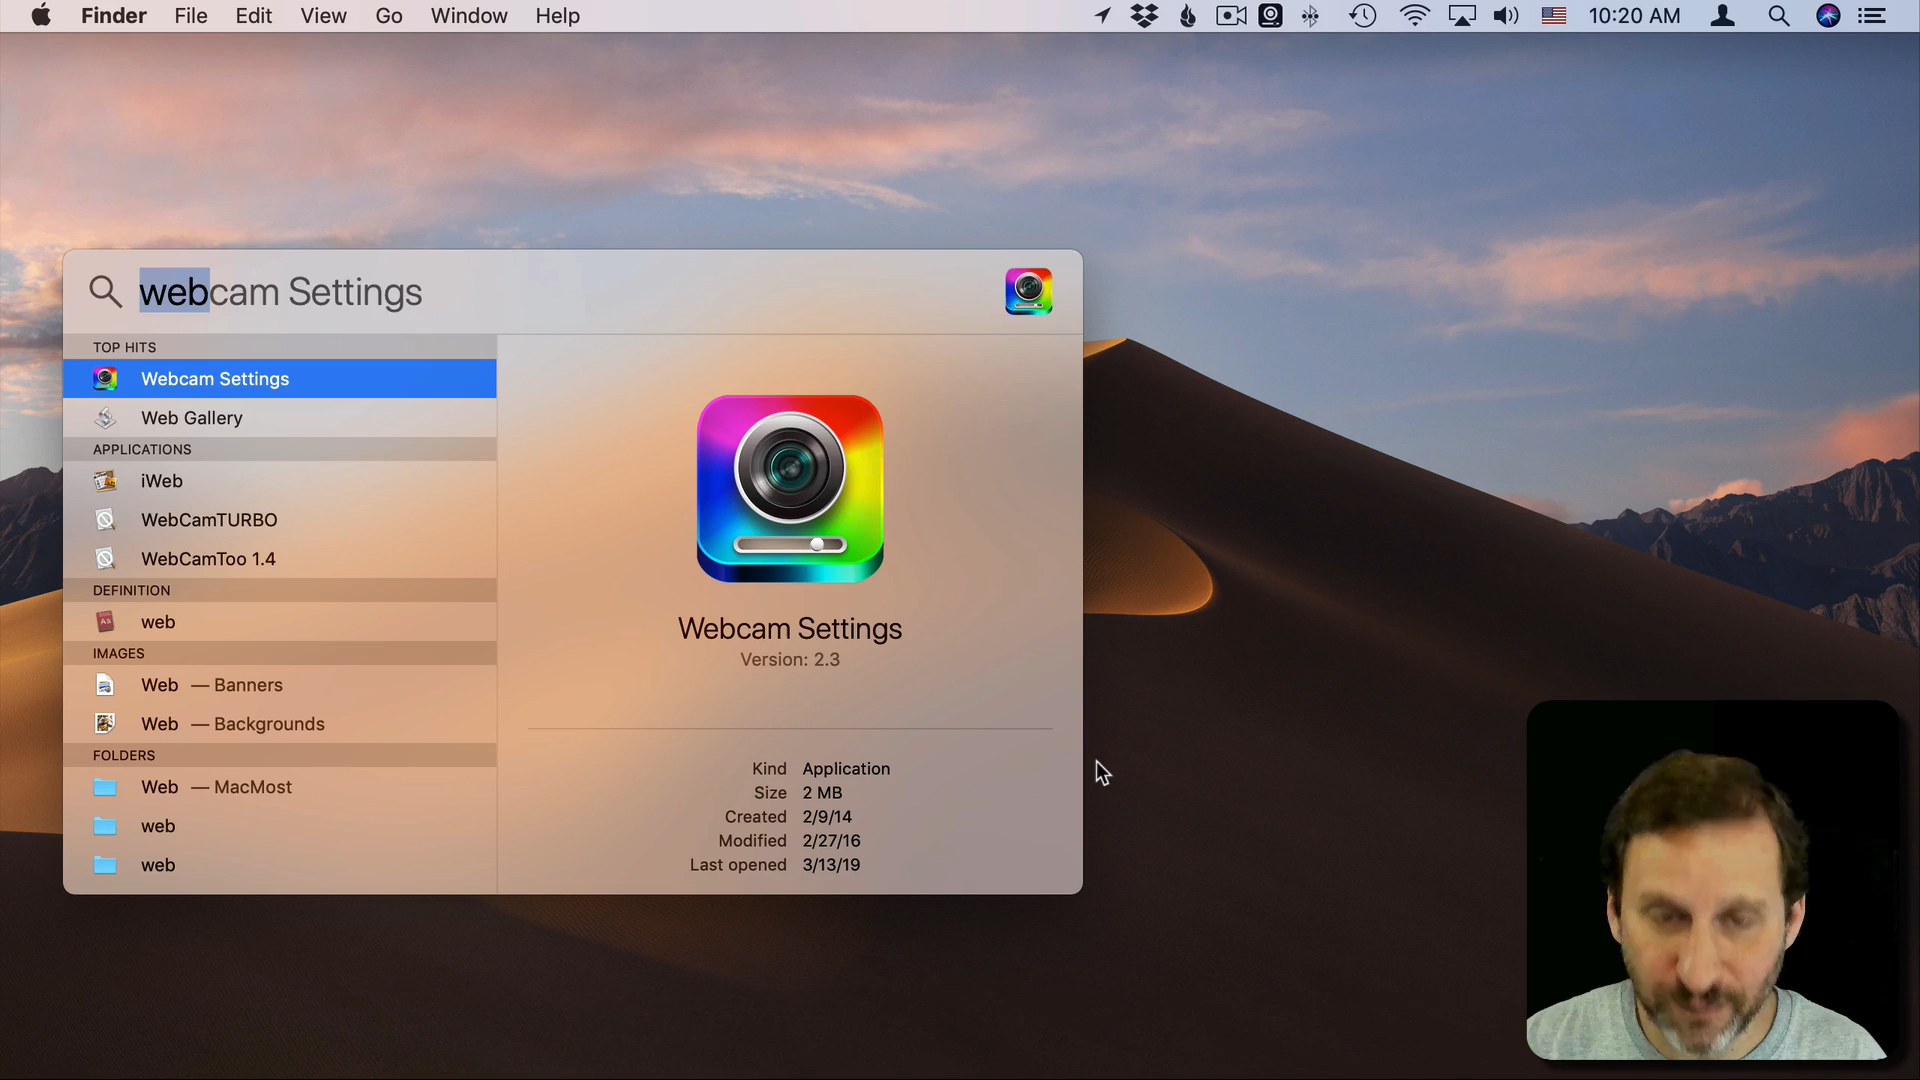 Finder File Edit View Go Window Help 10:20 AM
webcam Settings
TOP HITS
Webcam Settings
Web Gallery
APPLICATIONS
iWeb
WebCamTURBO
WebCamToo 1.4
DEFINITION
web
IMAGES
Web — Banners
Web — Backgrounds
FOLDERS
Web — MacMost
web
web
Webcam Settings
Version: 2.3
Kind Application
Size 2 MB
Created 2/9/14
Modified 2/27/16
Last opened 3/13/19